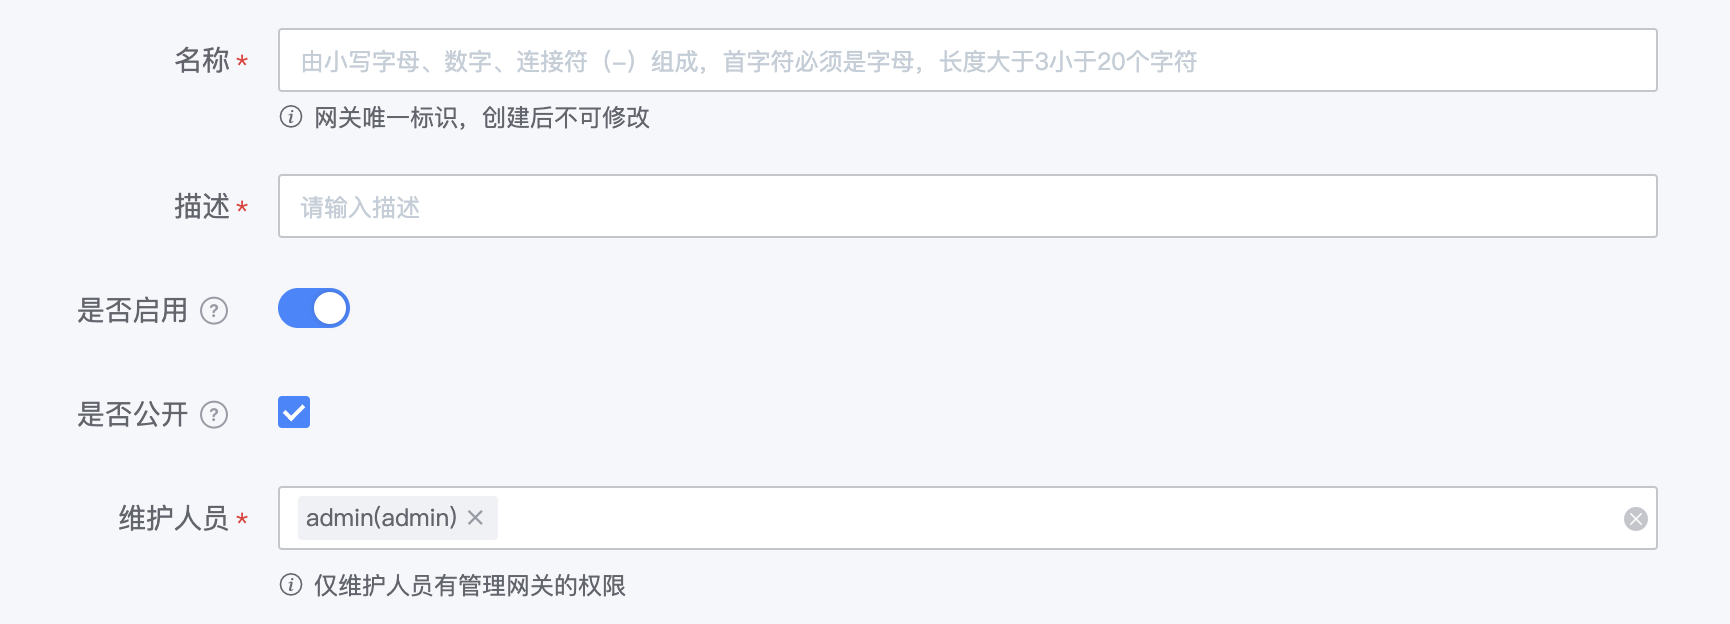 名称 * 由小写字母、数字、连接符（-）组成，首字符必须是字母，长度大于3小于20个字符
网关唯一标识，创建后不可修改
描述 * 请输入描述
是否启用 ?
是否公开 ?
维护人员 * admin(admin) ×
仅维护人员有管理网关的权限